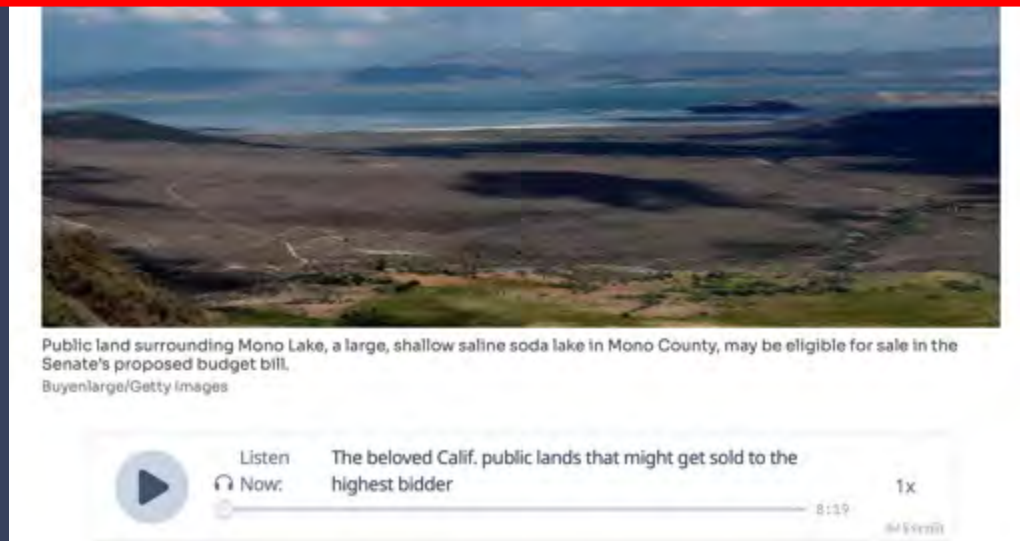 Public land surrounding Mono Lake, a large, shallow saline soda lake in Mono County, may be eligible for sale in the
Senate's proposed budget bill.
Buyenlarge/Getty Images
Listen
Now:
The beloved Calif. public lands that might get sold to the
highest bidder
1x
8:19